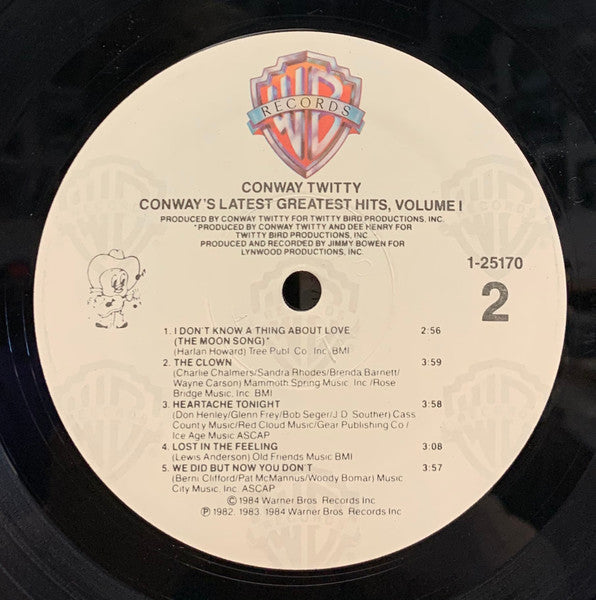 WB
RECORDS
CONWAY TWITTY
CONWAY'S LATEST GREATEST HITS, VOLUME I
PRODUCED BY CONWAY TWITTY FOR TWITTY BIRD PRODUCTIONS, INC.
*PRODUCED BY CONWAY TWITTY AND DEE HENRY FOR
TWITTY BIRD PRODUCTIONS, INC.
PRODUCED AND RECORDED BY JIMMY BOWEN FOR
LYNWOOD PRODUCTIONS, INC.
1-25170
2
1. I DON'T KNOW A THING ABOUT LOVE 2:56
(THE MOON SONG)*
(Harlan Howard) Tree Publ. Co. Inc. BMI
2. THE CLOWN 3:59
(Charlie Chalmers/Sandra Rhodes/Brenda Barnett/
Wayne Carson) Mammoth Spring Music, Inc./Rose
Bridge Music, Inc. BMI
3. HEARTACHE TONIGHT 3:58
(Don Henley/Glenn Frey/Bob Seger/J.D. Souther) Cass
County Music/Red Cloud Music/Gear Publishing Co./
Ice Age Music ASCAP
4. LOST IN THE FEELING 3:08
(Lewis Anderson) Old Friends Music BMI
5. WE DID BUT NOW YOU DON'T 3:57
(Berni Clifford/Pat McManus/Woody Bomar) Music
City Music, Inc. ASCAP
© 1984 Warner Bros. Records Inc.
℗ 1982, 1983, 1984 Warner Bros. Records Inc.